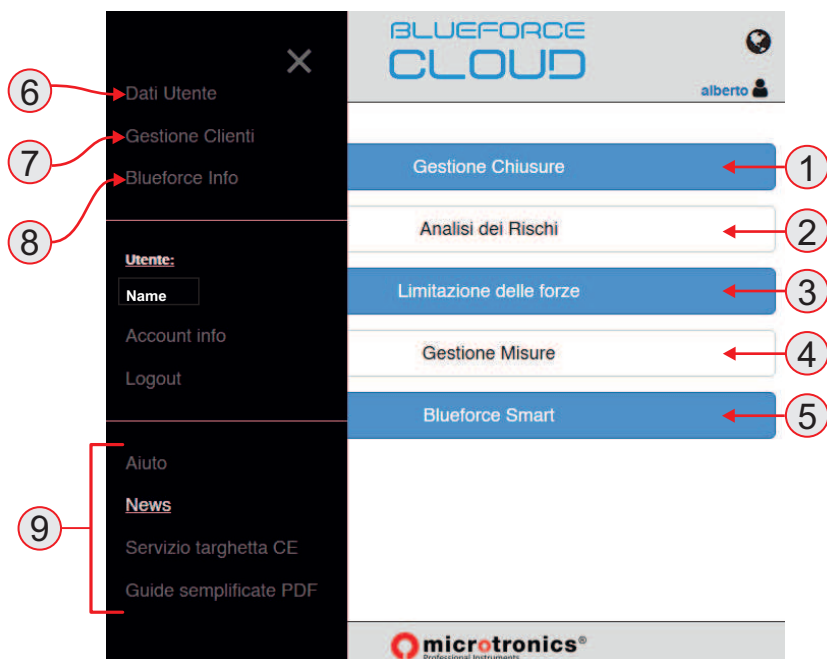 BLUEFORCE
CLOUD
alberto
6
Dati Utente
7
Gestione Clienti
8
Blueforce Info
Utente:
Name
Account info
Logout
9
Aiuto
News
Servizio targhetta CE
Guide semplificate PDF
Gestione Chiusure
1
Analisi dei Rischi
2
Limitazione delle forze
3
Gestione Misure
4
Blueforce Smart
5
microtronics®
Professional Instruments